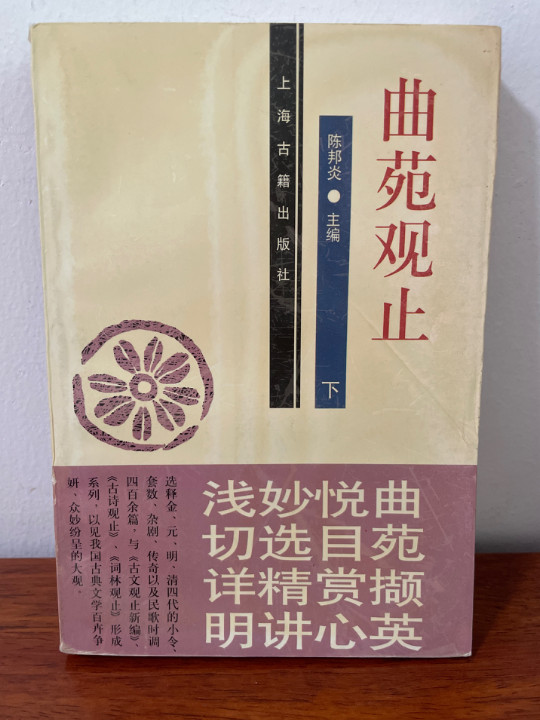 曲苑观止
陈邦炎●主编
下
上海古籍出版社
曲苑撷英
悦目赏心
妙选精讲
浅切详明
选释金、元、明、清四代的小令、
套数、杂剧、传奇以及民歌时调
四百余篇，与《古文观止新编》、
《古诗观止》、《词林观止》形成
系列，以见我国古典文学百卉争
妍、众妙纷呈的大观。